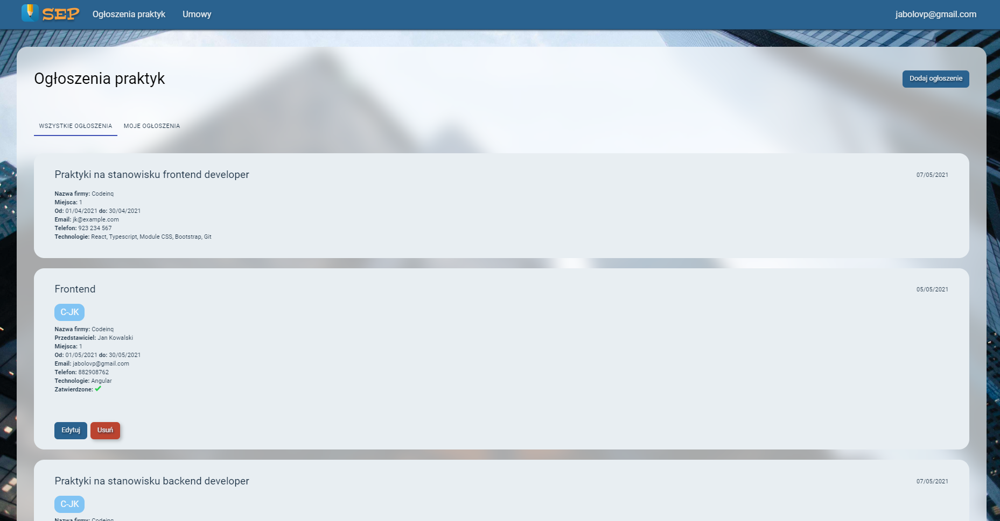 SEP Ogłoszenia praktyk Umowy jabolovp@gmail.com
Ogłoszenia praktyk
Dodaj ogłoszenie
WSZYSTKIE OGŁOSZENIA MOJE OGŁOSZENIA
Praktyki na stanowisku frontend developer 07/05/2021
Nazwa firmy: Codeinq
Miejsca: 1
Od: 01/04/2021 do: 30/04/2021
Email: jk@example.com
Telefon: 923 234 567
Technologie: React, Typescript, Module CSS, Bootstrap, Git
Frontend 05/05/2021
C-JK
Nazwa firmy: Codeinq
Przedstawiciel: Jan Kowalski
Miejsca: 1
Od: 01/05/2021 do: 30/05/2021
Email: jabolovp@gmail.com
Telefon: 882908762
Technologie: Angular
Zatwierdzone:
Edytuj Usuń
Praktyki na stanowisku backend developer 07/05/2021
C-JK
Nazwa firmy: Codeinq